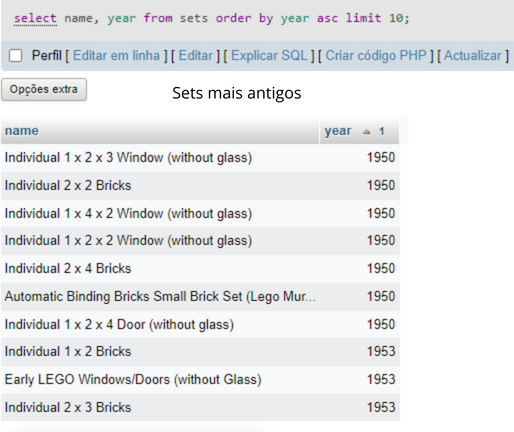 select name, year from sets order by year asc limit 10;
Perfil [ Editar em linha ] [ Editar ] [ Explicar SQL ] [ Criar código PHP ] [ Actualizar ]
Opções extra
Sets mais antigos
name year 1
Individual 1 x 2 x 3 Window (without glass) 1950
Individual 2 x 2 Bricks 1950
Individual 1 x 4 x 2 Window (without glass) 1950
Individual 1 x 2 x 2 Window (without glass) 1950
Individual 2 x 4 Bricks 1950
Automatic Binding Bricks Small Brick Set (Lego Mur... 1950
Individual 1 x 2 x 4 Door (without glass) 1950
Individual 1 x 2 Bricks 1953
Early LEGO Windows/Doors (without Glass) 1953
Individual 2 x 3 Bricks 1953